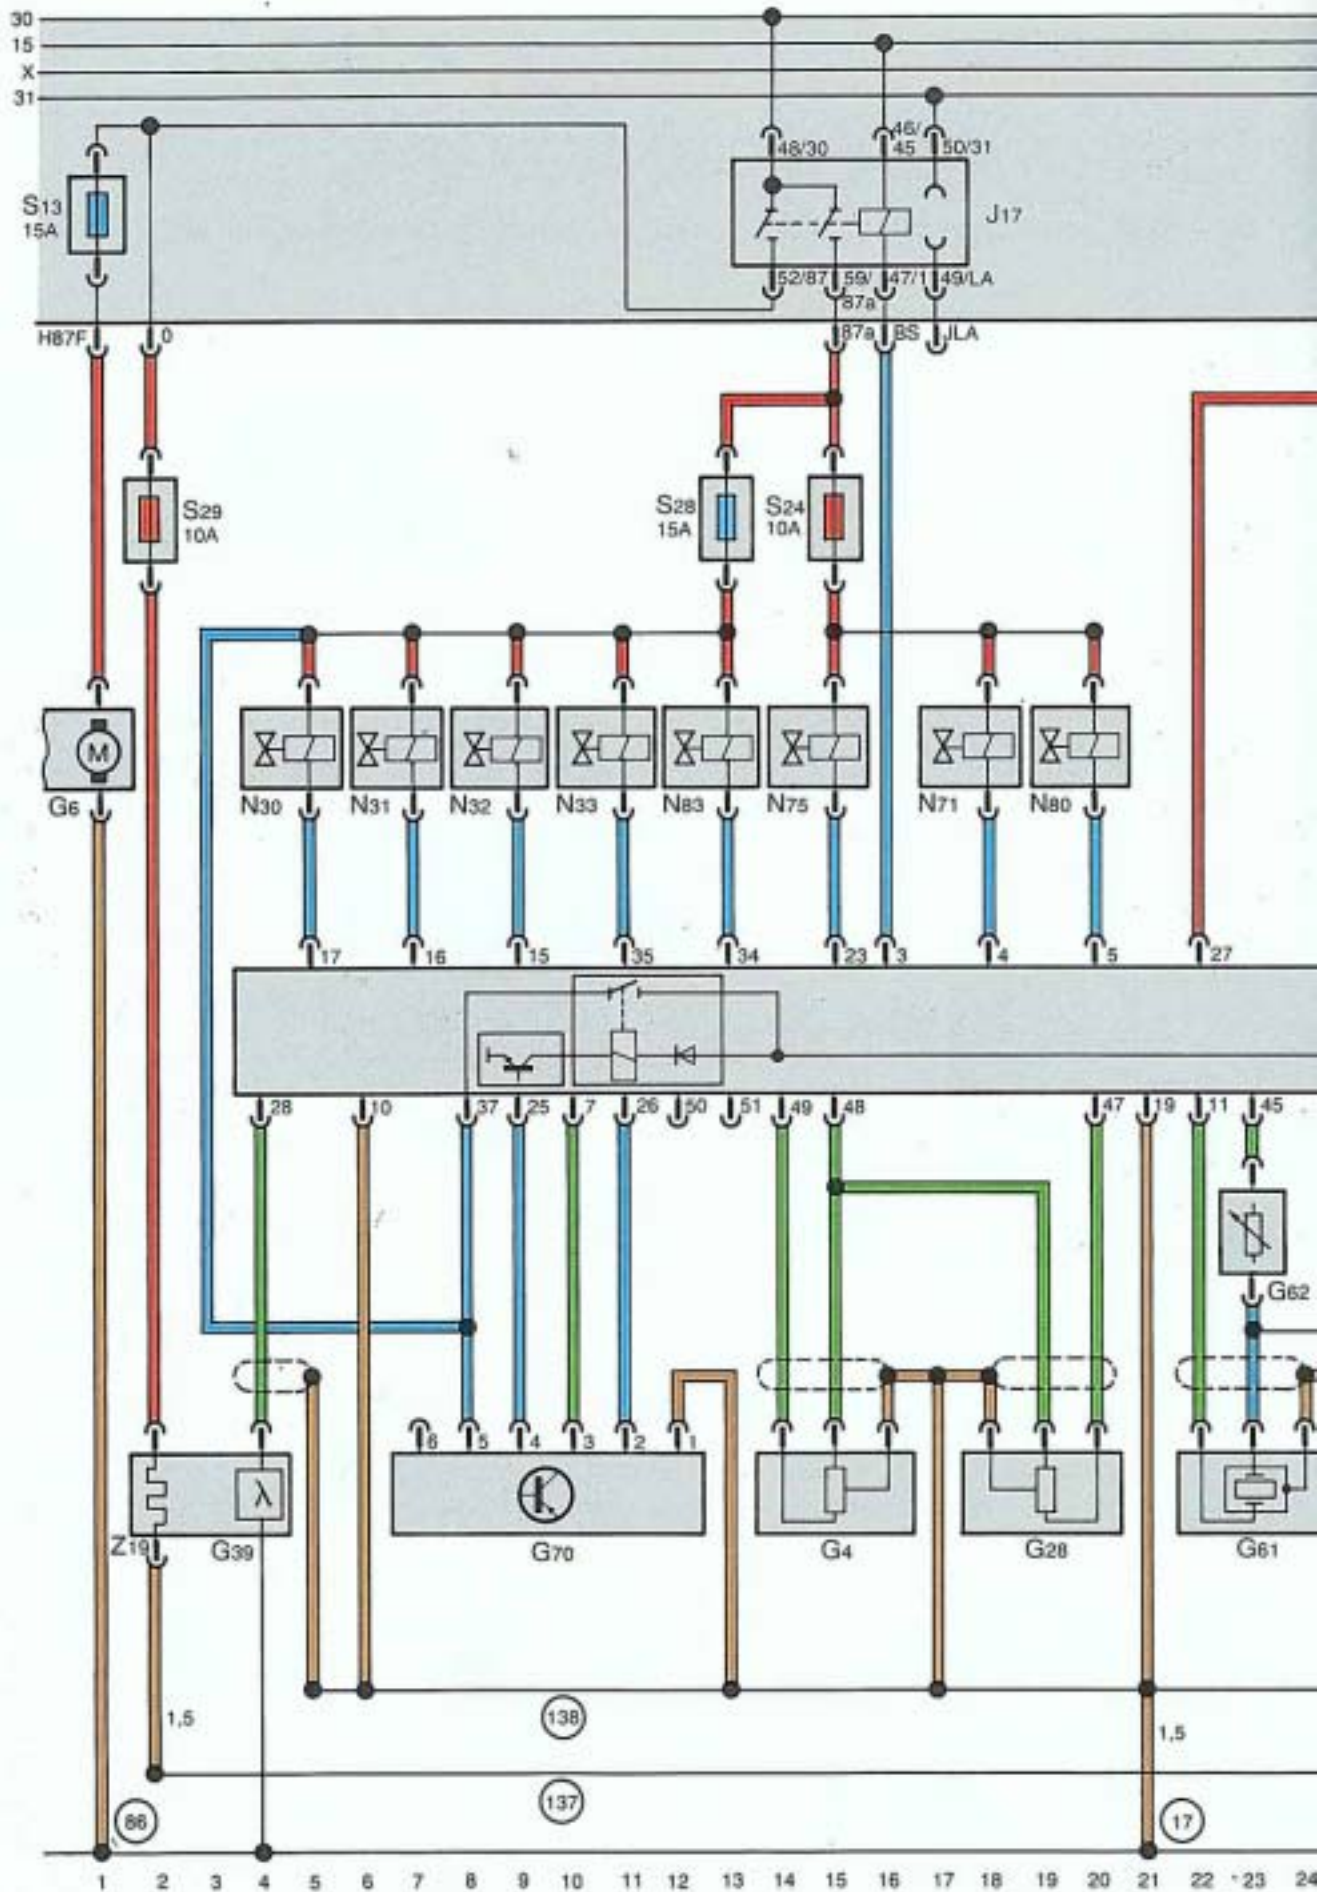 30
15
X
31
48/30
46/
45
50/31
S13
15A
J17
52/87
59/
87a
47/1
49/LA
H87F
0
87a
BS
JLA
S29
10A
S28
15A
S24
10A
M
G6
N30
N31
N32
N33
N83
N75
N71
N80
17
16
15
35
34
23
3
4
5
27
28
10
37
25
7
26
50
51
49
48
47
19
11
45
G62
6
5
4
3
2
1
λ
Z19
G39
G70
G4
G28
G61
1,5
138
1,5
137
86
17
1
2
3
4
5
6
7
8
9
10
11
12
13
14
15
16
17
18
19
20
21
22
23
24